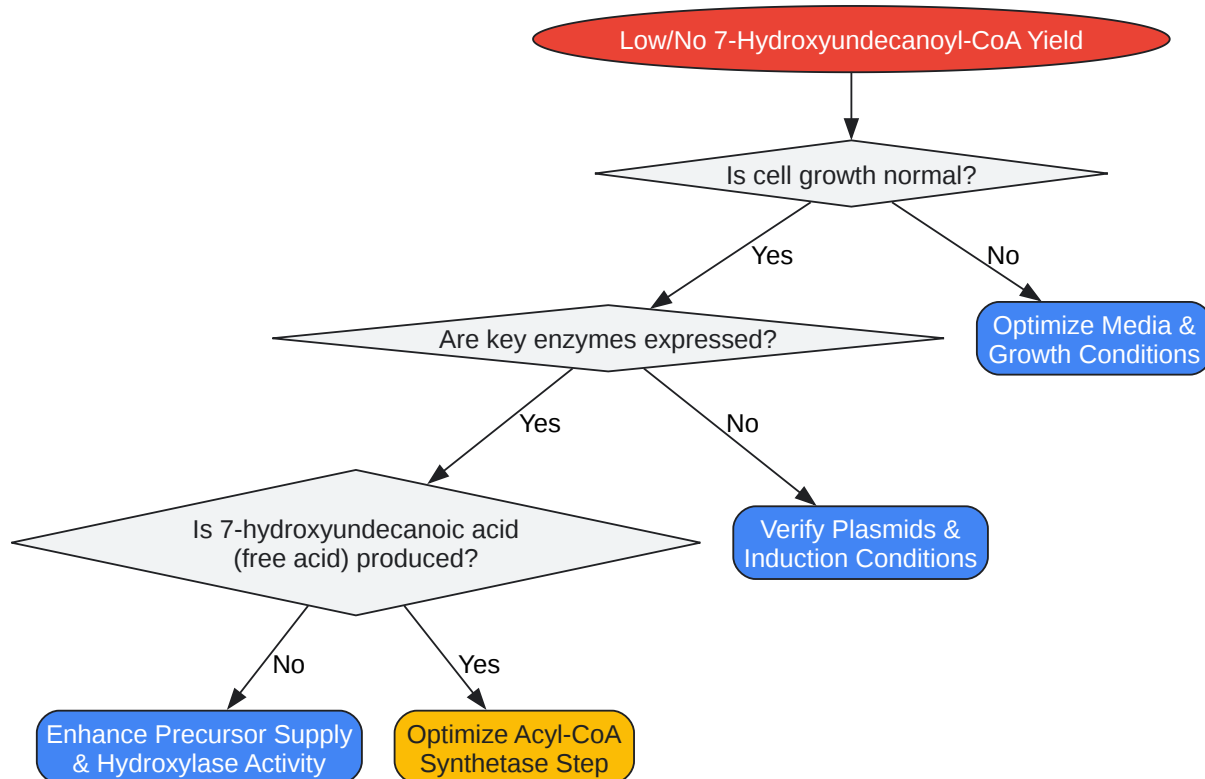 Low/No 7-Hydroxyundecanoyl-CoA Yield
Is cell growth normal?
Yes
No
Optimize Media &
Growth Conditions
Are key enzymes expressed?
Yes
No
Is 7-hydroxyundecanoic acid
(free acid) produced?
Verify Plasmids &
Induction Conditions
No
Yes
Enhance Precursor Supply
& Hydroxylase Activity
Optimize Acyl-CoA
Synthetase Step